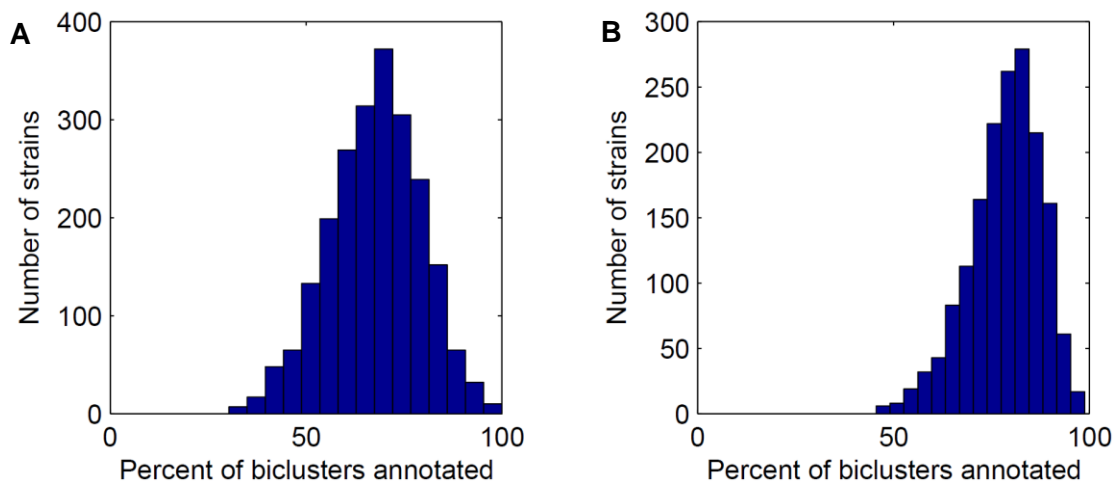 A
400
300
200
100
0
Number of strains
0 50 100
Percent of biclusters annotated
B
300
250
200
150
100
50
0
Number of strains
0 50 100
Percent of biclusters annotated